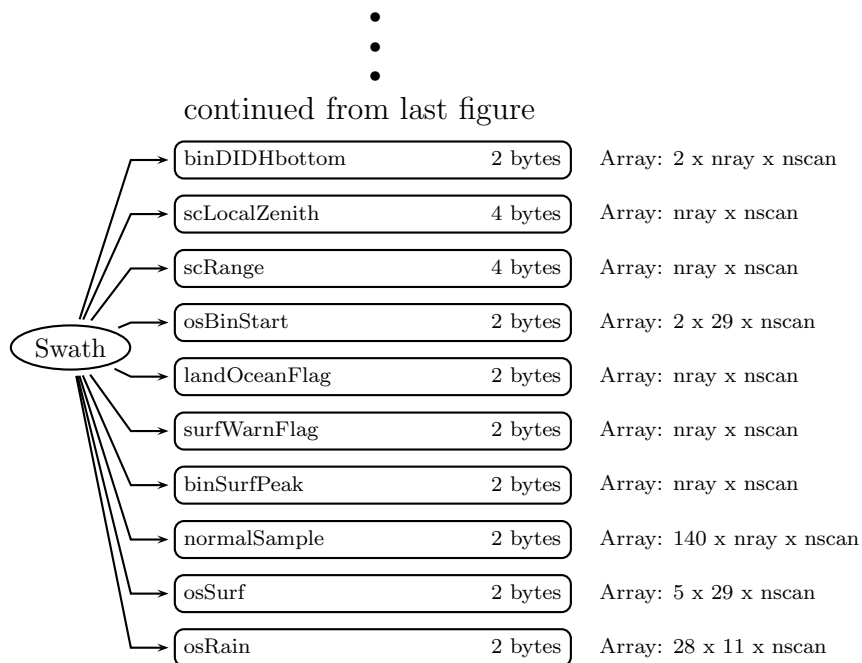 continued from last figure
binDIDHbottom 2 bytes Array: 2 x nray x nscan
scLocalZenith 4 bytes Array: nray x nscan
scRange 4 bytes Array: nray x nscan
osBinStart 2 bytes Array: 2 x 29 x nscan
Swath
landOceanFlag 2 bytes Array: nray x nscan
surfWarnFlag 2 bytes Array: nray x nscan
binSurfPeak 2 bytes Array: nray x nscan
normalSample 2 bytes Array: 140 x nray x nscan
osSurf 2 bytes Array: 5 x 29 x nscan
osRain 2 bytes Array: 28 x 11 x nscan